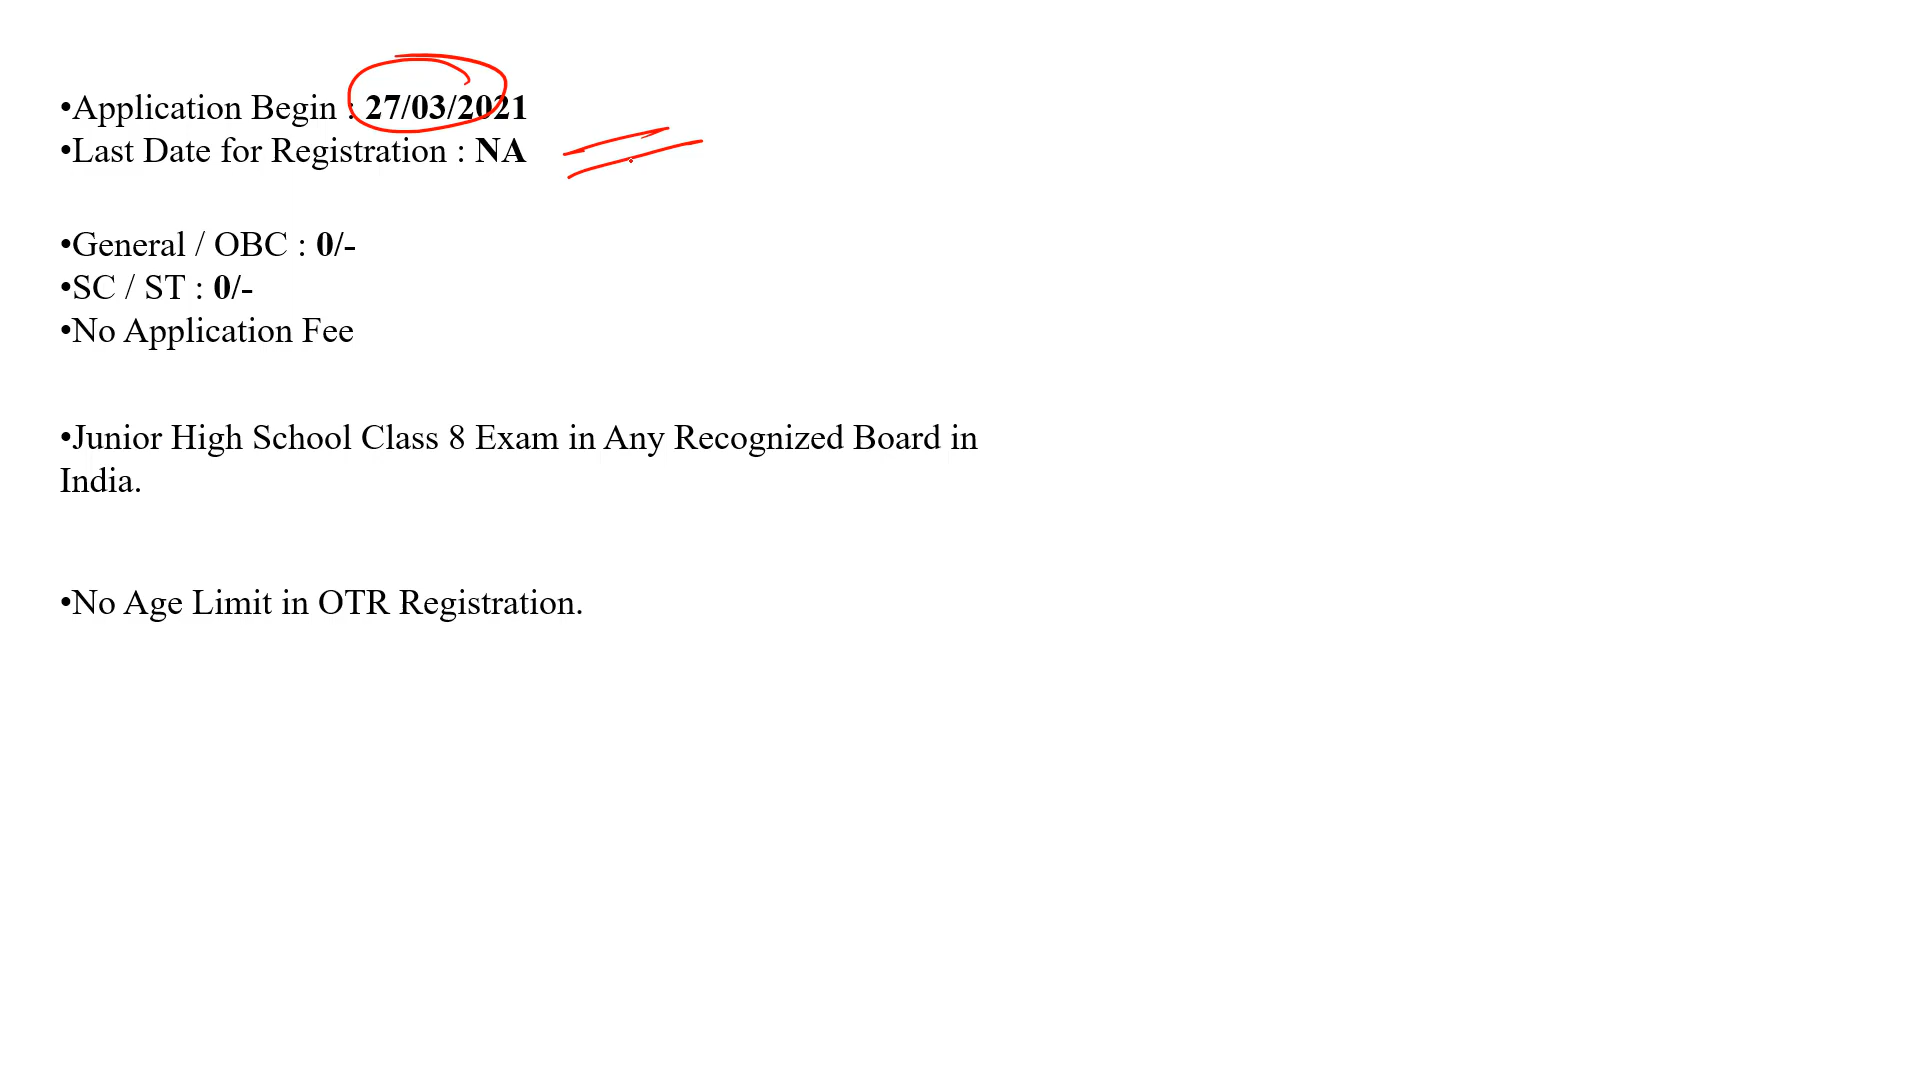 •Application Begin : 27/03/2021
•Last Date for Registration : NA
•General / OBC : 0/-
•SC / ST : 0/-
•No Application Fee
•Junior High School Class 8 Exam in Any Recognized Board in
India.
•No Age Limit in OTR Registration.